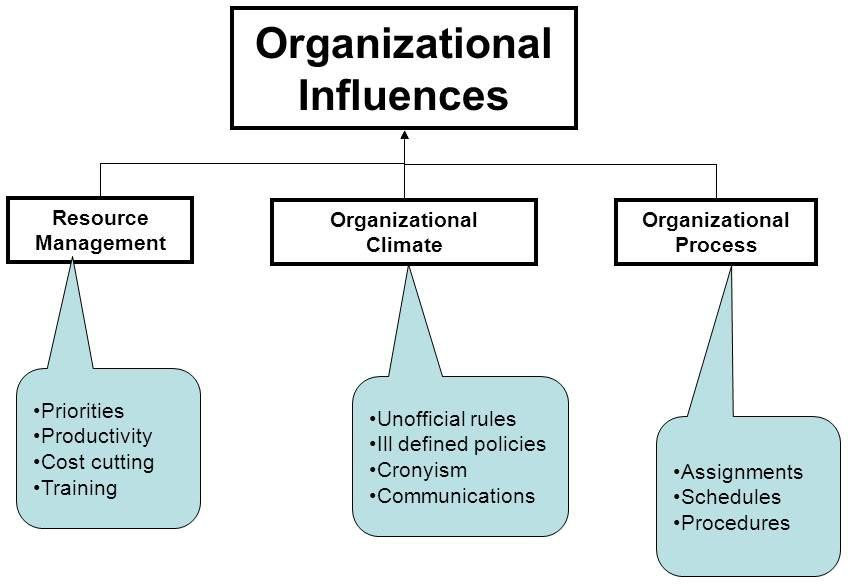 Organizational
Influences
Resource
Management
Organizational
Climate
Organizational
Process
•Priorities
•Productivity
•Cost cutting
•Training
•Unofficial rules
•Ill defined policies
•Cronyism
•Communications
•Assignments
•Schedules
•Procedures